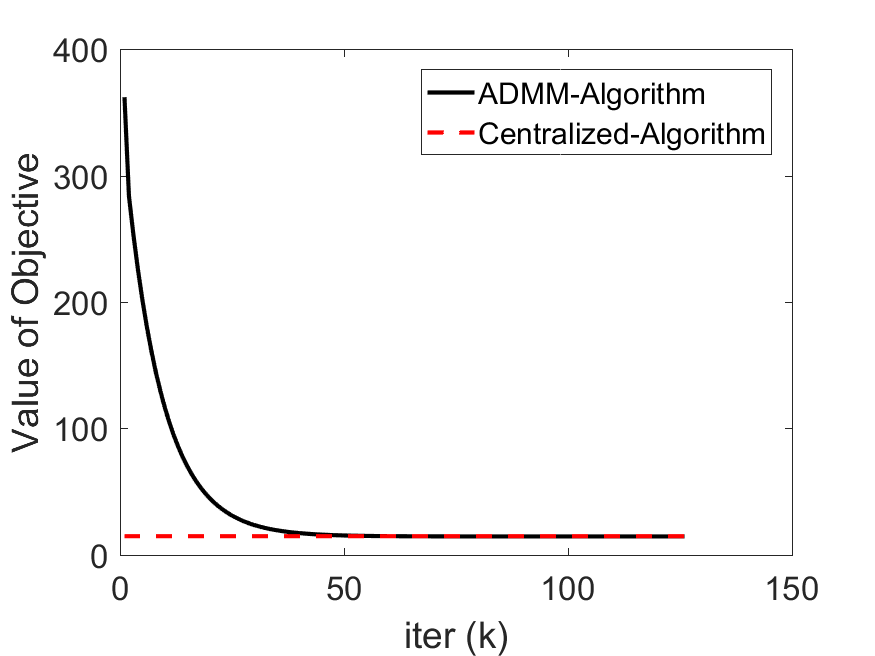 400
300
200
100
0
0
50
100
150
Value of Objective
iter (k)
ADMM-Algorithm
Centralized-Algorithm